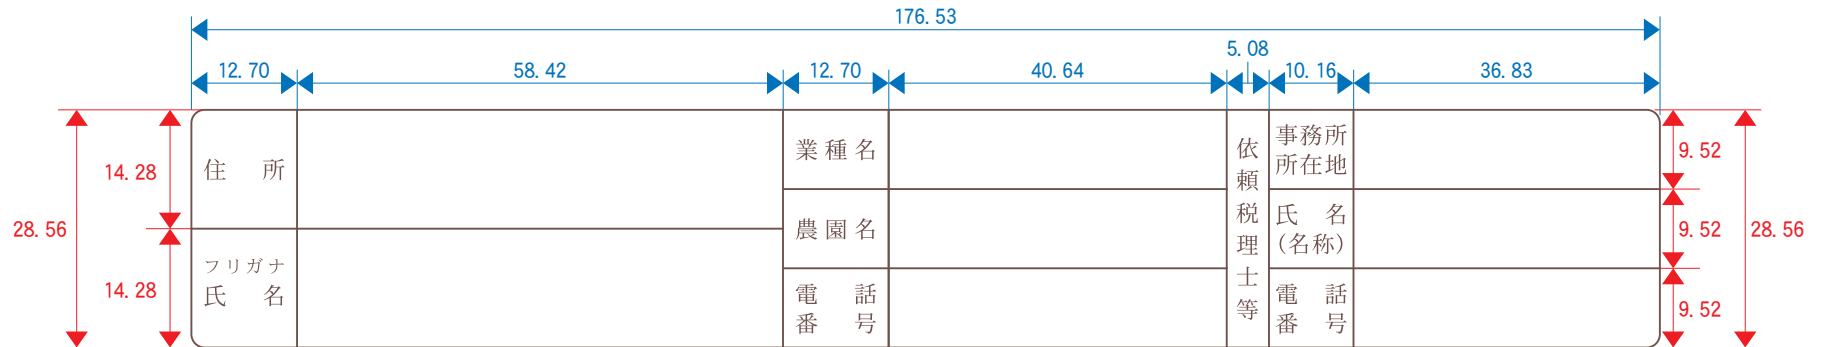 176.53
5.08
12.70
58.42
12.70
40.64
10.16
36.83
14.28
28.56
14.28
住所
フリガナ
氏名
業種名
農園名
電話
番号
依頼税理士等
事務所
所在地
氏名
(名称)
電話
番号
9.52
9.52
28.56
9.52